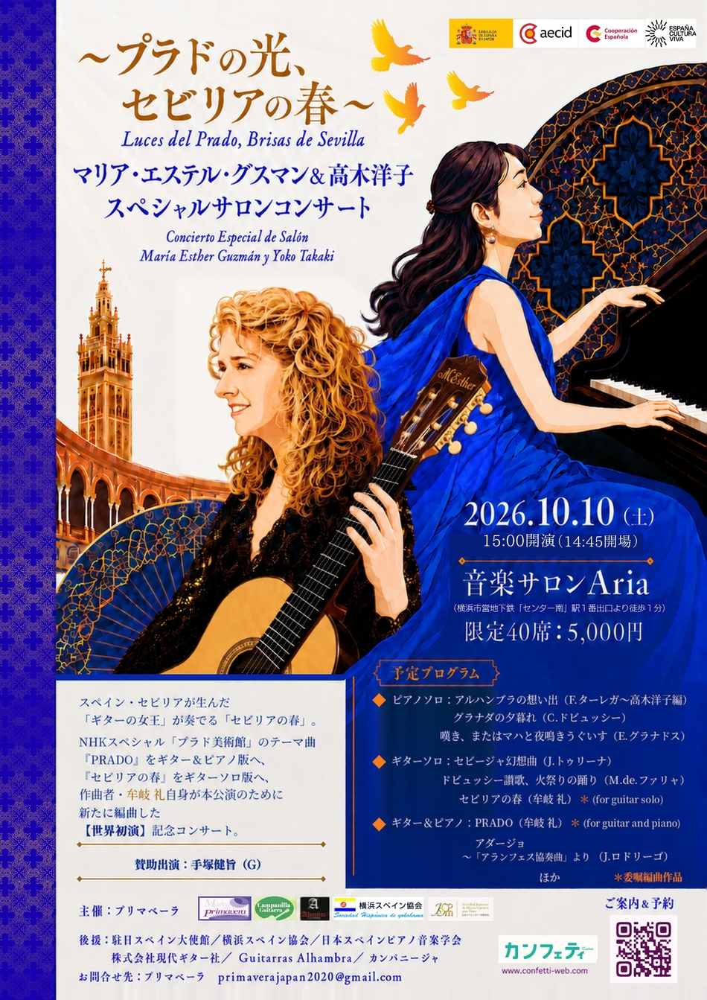 ～プラドの光、
セビリアの春～
Luces del Prado, Brisas de Sevilla
マリア・エステル・グスマン＆髙木洋子
スペシャルサロンコンサート
Concierto Especial de Salón
María Esther Guzmán y Yoko Takaki
EMBAJADA
DE ESPAÑA
EN JAPÓN
aecid
Cooperación
Española
ESPAÑA
CULTURA
VIVA
M.Esther
2026.10.10（土）
15:00開演（14:45開場）
音楽サロンAria
（横浜市営地下鉄「センター南」駅1番出口より徒歩1分）
限定40席：5,000円
スペイン・セビリアが生んだ
「ギターの女王」が奏でる「セビリアの春」。
NHKスペシャル「プラド美術館」のテーマ曲
『PRADO』をギター＆ピアノ版へ、
『セビリアの春』をギターソロ版へ、
作曲者・牟岐 礼自身が本公演のために
新たに編曲した
【世界初演】記念コンサート。
賛助出演：手塚健旨（G）
予定プログラム
ピアノソロ：アルハンブラの想い出（F.ターレガ～高木洋子編）
グラナダの夕暮れ（C.ドビュッシー）
嘆き、またはマハと夜鳴きうぐいす（E.グラナドス）
ギターソロ：セビージャ幻想曲（J.トゥリーナ）
ドビュッシー讃歌、火祭りの踊り（M.de.ファリャ）
セビリアの春（牟岐 礼）＊(for guitar solo)
ギター＆ピアノ：PRADO（牟岐 礼）＊(for guitar and piano)
アダージョ
～「アランフェス協奏曲」より（J.ロドリーゴ）
ほか
＊委嘱編曲作品
主催：プリマベーラ
primavera
Campanilla
Guitarra
A
Alhambra
横浜スペイン協会
Sociedad Hispánica de Yokohama
後援：駐日スペイン大使館／横浜スペイン協会／日本スペインピアノ音楽学会
株式会社現代ギター社／ Guitarras Alhambra／ カンパニージャ
お問合せ先：プリマベーラ primaverajapan2020@gmail.com
ご案内＆予約
カンフェティ
www.confetti-web.com